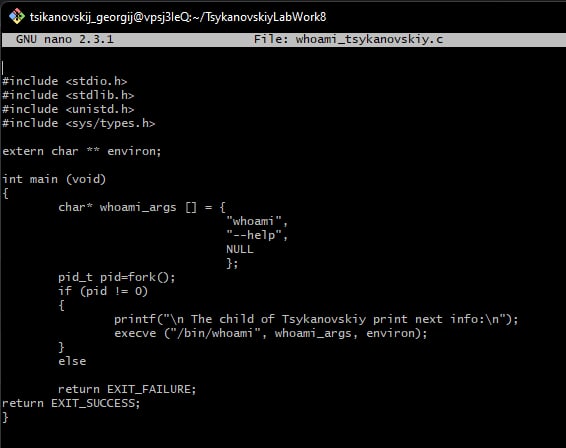 tsikanovskij_georgij@vpsj3leQ:~/TsykanovskiyLabWork8
GNU nano 2.3.1 File: whoami_tsykanovskiy.c
#include <stdio.h>
#include <stdlib.h>
#include <unistd.h>
#include <sys/types.h>
extern char ** environ;
int main (void)
{
char* whoami_args [] = {
"whoami",
"--help",
NULL
};
pid_t pid=fork();
if (pid != 0)
{
printf("\n The child of Tsykanovskiy print next info:\n");
execve ("/bin/whoami", whoami_args, environ);
}
else
return EXIT_FAILURE;
return EXIT_SUCCESS;
}